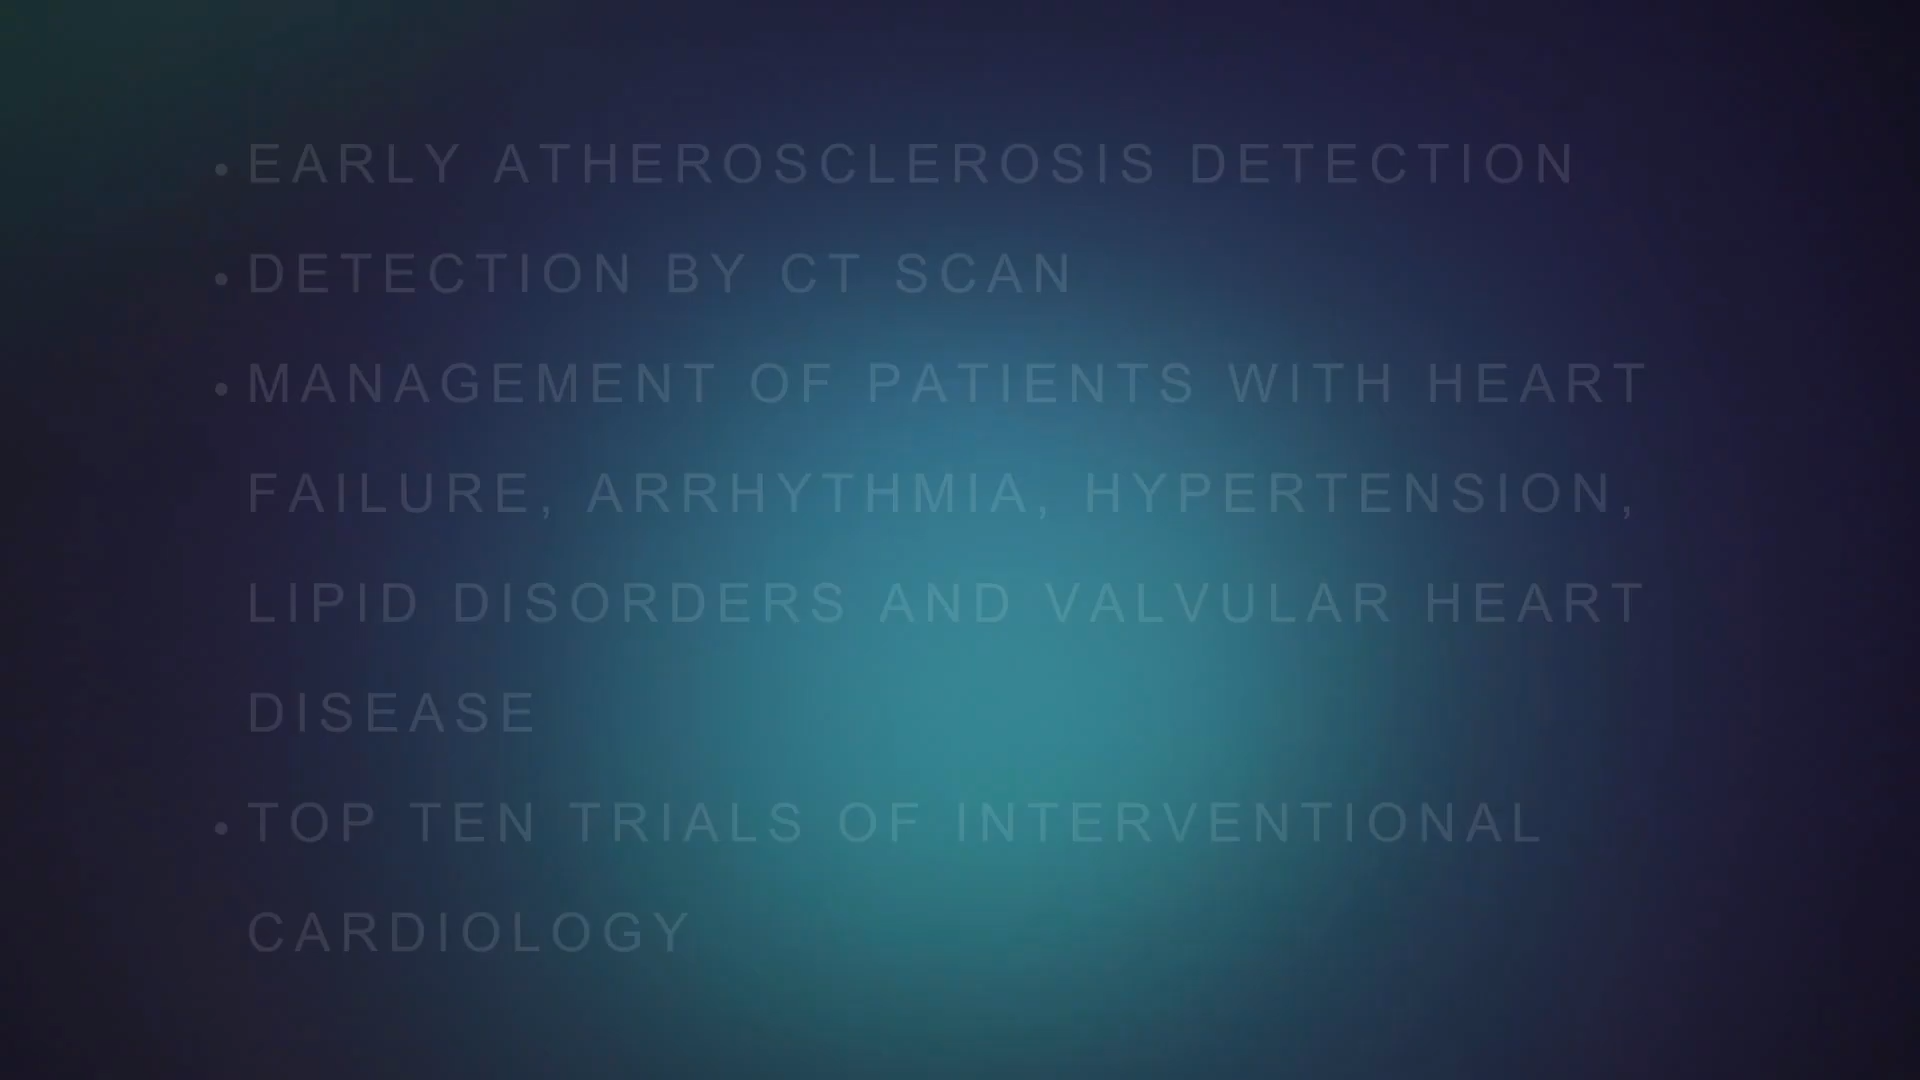 • EARLY ATHEROSCLEROSIS DETECTION
• DETECTION BY CT SCAN
• MANAGEMENT OF PATIENTS WITH HEART
FAILURE, ARRHYTHMIA, HYPERTENSION,
LIPID DISORDERS AND VALVULAR HEART
DISEASE
• TOP TEN TRIALS OF INTERVENTIONAL
CARDIOLOGY